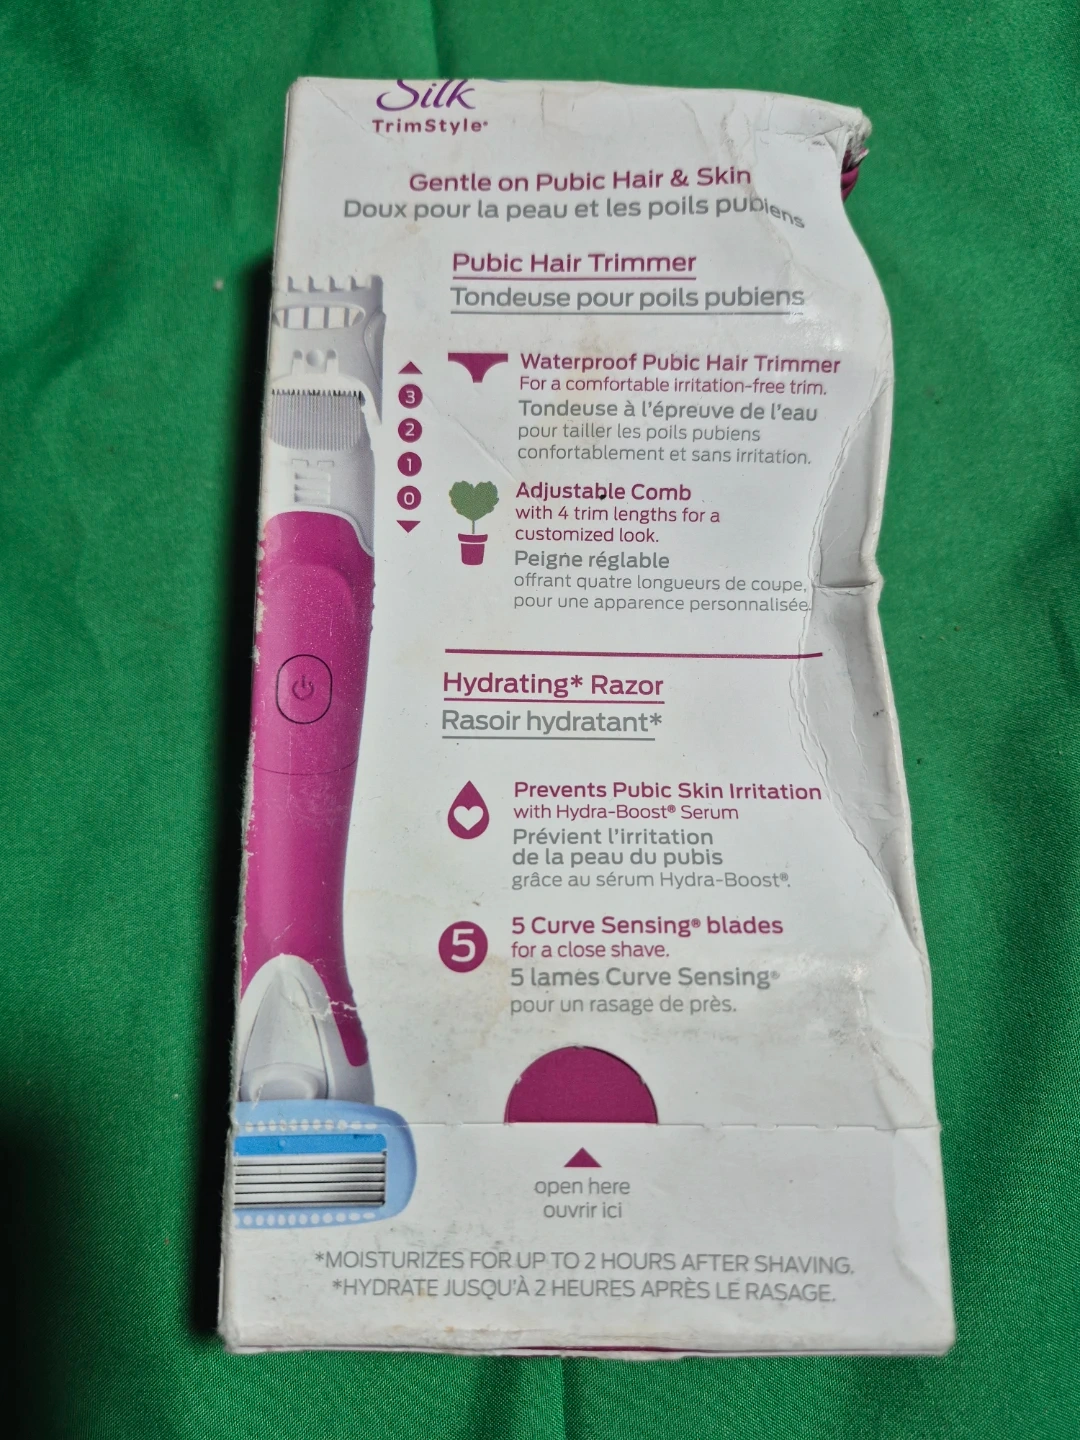 Silk
TrimStyle®
Gentle on Pubic Hair & Skin
Doux pour la peau et les poils pubiens
Pubic Hair Trimmer
Tondeuse pour poils pubiens
Waterproof Pubic Hair Trimmer
For a comfortable irritation-free trim.
Tondeuse à l'épreuve de l'eau
pour tailler les poils pubiens
confortablement et sans irritation.
3
2
1
0
Adjustable Comb
with 4 trim lengths for a
customized look.
Peigne réglable
offrant quatre longueurs de coupe,
pour une apparence personnalisée.
Hydrating* Razor
Rasoir hydratant*
Prevents Pubic Skin Irritation
with Hydra-Boost® Serum
Prévient l'irritation
de la peau du pubis
grâce au sérum Hydra-Boost®.
5
5 Curve Sensing® blades
for a close shave.
5 lames Curve Sensing®
pour un rasage de près.
open here
ouvrir ici
*MOISTURIZES FOR UP TO 2 HOURS AFTER SHAVING.
*HYDRATE JUSQU'À 2 HEURES APRÈS LE RASAGE.